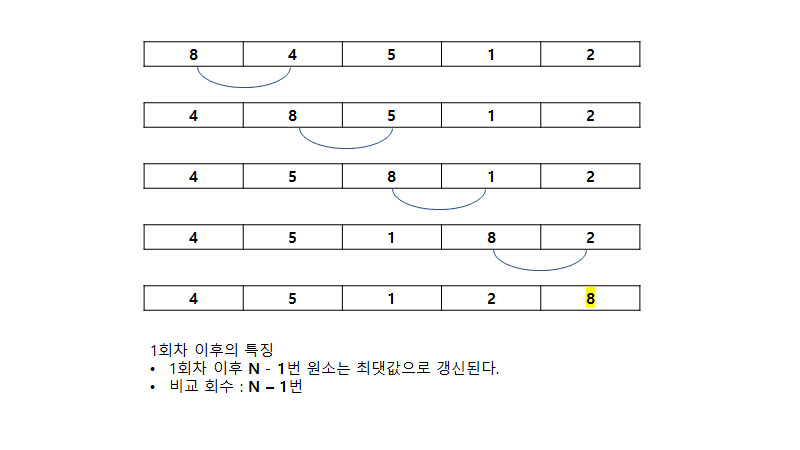 8 4 5 1 2
4 8 5 1 2
4 5 8 1 2
4 5 1 8 2
4 5 1 2 8
1회차 이후의 특징
• 1회차 이후 N - 1번 원소는 최댓값으로 갱신된다.
• 비교 회수 : N – 1번